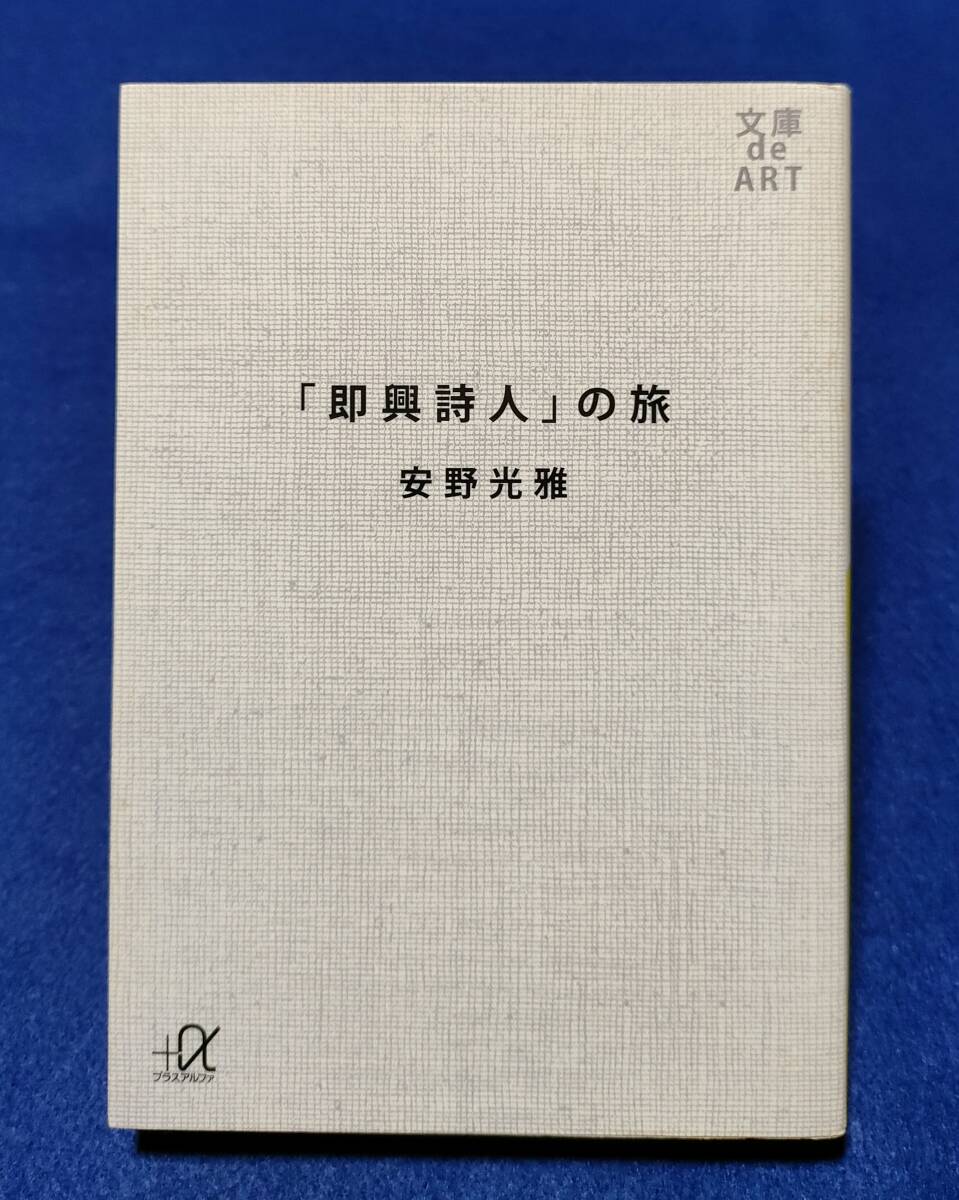 文庫
de
ART
「即興詩人」の旅
安野光雅
+α
プラスアルファ